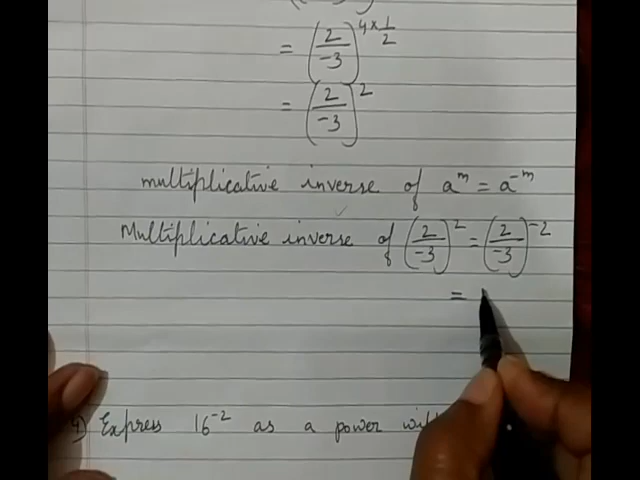 = (2/-3)^{4×1/2}
= (2/-3)^2
multiplicative inverse of a^m = a^{-m}
Multiplicative inverse of (2/-3)^2 = (2/-3)^{-2}
=
4) Express 16^{-2} as a power